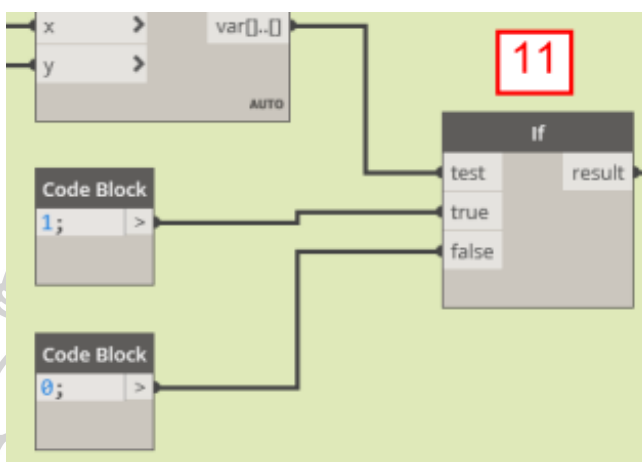 x >
var[]..[]
y >
AUTO
11
If
test
result
true
false
Code Block
1; >
Code Block
0; >